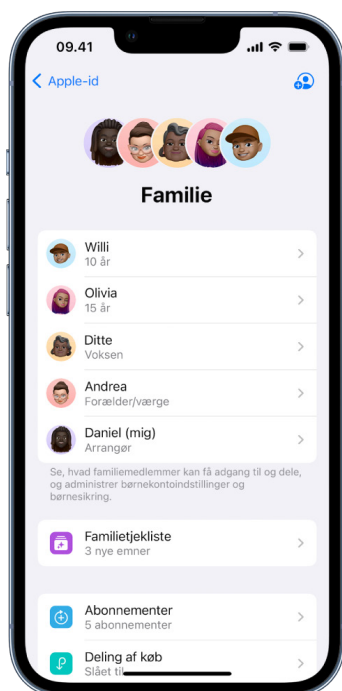 09.41
Apple-id
Familie
Willi
10 år
Olivia
15 år
Ditte
Voksen
Andrea
Forælder/værge
Daniel (mig)
Arrangør
Se, hvad familiemedlemmer kan få adgang til og dele,
og administrer børnekontoindstillinger og
børnesikring.
Familietjekliste
3 nye emner
Abonnementer
5 abonnementer
Deling af køb
Slået til